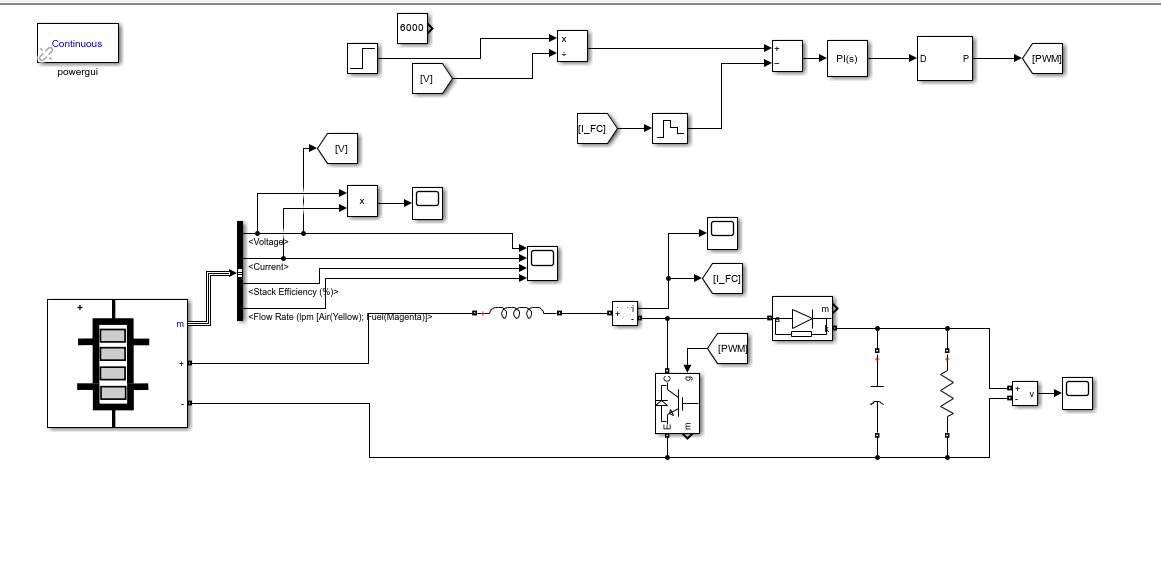 Continuous
powergui
6000
x
÷
[V]
+
−
PI(s)
D
P
[PWM]
[I_FC]
[V]
x
<Voltage>
<Current>
<Stack Efficiency (%)>
<Flow Rate (lpm [Air(Yellow); Fuel(Magenta)]>
+
m
+
-
+
i
-
[I_FC]
[PWM]
g
C
E
m
a
m
k
+
+
+
-
v